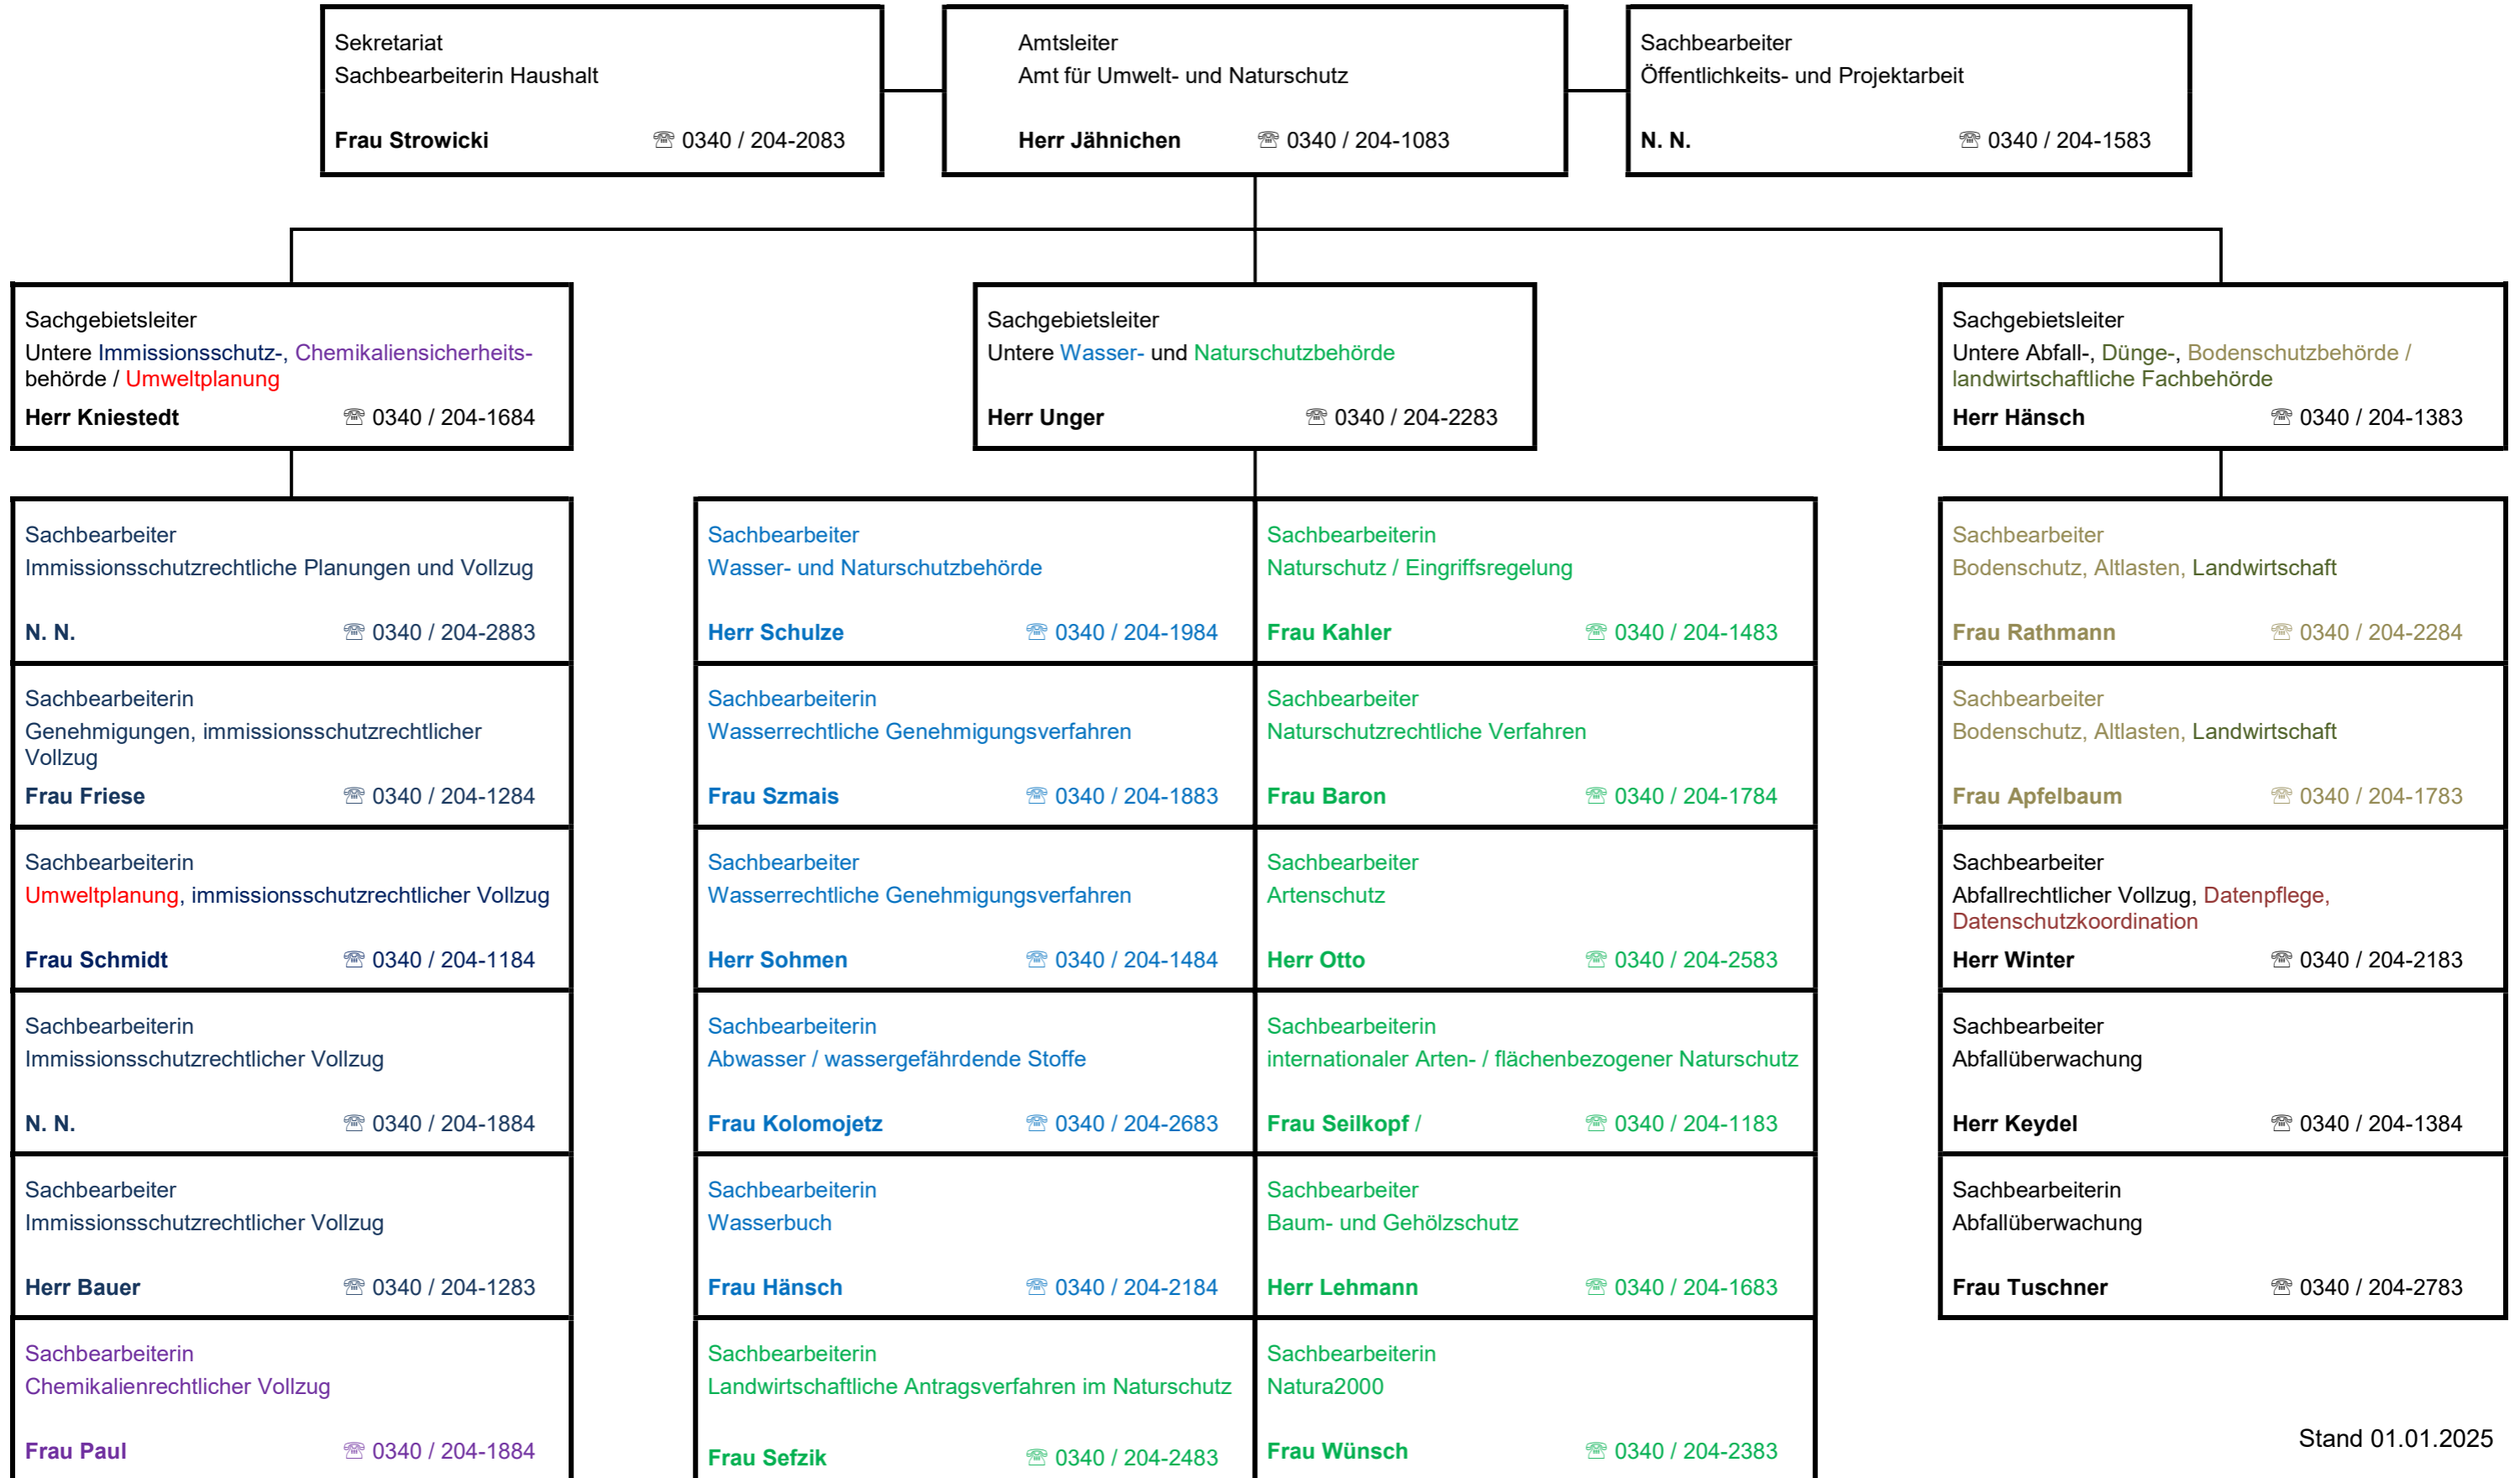 Sekretariat
Sachbearbeiterin Haushalt
Frau Strowicki ☏ 0340 / 204-2083
Amtsleiter
Amt für Umwelt- und Naturschutz
Herr Jähnichen ☏ 0340 / 204-1083
Sachbearbeiter
Öffentlichkeits- und Projektarbeit
N. N. ☏ 0340 / 204-1583
Sachgebietsleiter
Untere Immissionsschutz-, Chemikaliensicherheits-
behörde / Umweltplanung
Herr Kniestedt ☏ 0340 / 204-1684
Sachgebietsleiter
Untere Wasser- und Naturschutzbehörde
Herr Unger ☏ 0340 / 204-2283
Sachgebietsleiter
Untere Abfall-, Dünge-, Bodenschutzbehörde /
landwirtschaftliche Fachbehörde
Herr Hänsch ☏ 0340 / 204-1383
Sachbearbeiter
Immissionsschutzrechtliche Planungen und Vollzug
N. N. ☏ 0340 / 204-2883
Sachbearbeiterin
Genehmigungen, immissionsschutzrechtlicher
Vollzug
Frau Friese ☏ 0340 / 204-1284
Sachbearbeiterin
Umweltplanung, immissionsschutzrechtlicher Vollzug
Frau Schmidt ☏ 0340 / 204-1184
Sachbearbeiterin
Immissionsschutzrechtlicher Vollzug
N. N. ☏ 0340 / 204-1884
Sachbearbeiter
Immissionsschutzrechtlicher Vollzug
Herr Bauer ☏ 0340 / 204-1283
Sachbearbeiterin
Chemikalienrechtlicher Vollzug
Frau Paul ☏ 0340 / 204-1884
Sachbearbeiter
Wasser- und Naturschutzbehörde
Herr Schulze ☏ 0340 / 204-1984
Sachbearbeiterin
Wasserrechtliche Genehmigungsverfahren
Frau Szmais ☏ 0340 / 204-1883
Sachbearbeiter
Wasserrechtliche Genehmigungsverfahren
Herr Sohmen ☏ 0340 / 204-1484
Sachbearbeiterin
Abwasser / wassergefährdende Stoffe
Frau Kolomojetz ☏ 0340 / 204-2683
Sachbearbeiterin
Wasserbuch
Frau Hänsch ☏ 0340 / 204-2184
Sachbearbeiterin
Landwirtschaftliche Antragsverfahren im Naturschutz
Frau Sefzik ☏ 0340 / 204-2483
Sachbearbeiterin
Naturschutz / Eingriffsregelung
Frau Kahler ☏ 0340 / 204-1483
Sachbearbeiter
Naturschutzrechtliche Verfahren
Frau Baron ☏ 0340 / 204-1784
Sachbearbeiter
Artenschutz
Herr Otto ☏ 0340 / 204-2583
Sachbearbeiterin
internationaler Arten- / flächenbezogener Naturschutz
Frau Seilkopf / ☏ 0340 / 204-1183
Sachbearbeiter
Baum- und Gehölzschutz
Herr Lehmann ☏ 0340 / 204-1683
Sachbearbeiterin
Natura2000
Frau Wünsch ☏ 0340 / 204-2383
Sachbearbeiter
Bodenschutz, Altlasten, Landwirtschaft
Frau Rathmann ☏ 0340 / 204-2284
Sachbearbeiter
Bodenschutz, Altlasten, Landwirtschaft
Frau Apfelbaum ☏ 0340 / 204-1783
Sachbearbeiter
Abfallrechtlicher Vollzug, Datenpflege,
Datenschutzkoordination
Herr Winter ☏ 0340 / 204-2183
Sachbearbeiter
Abfallüberwachung
Herr Keydel ☏ 0340 / 204-1384
Sachbearbeiterin
Abfallüberwachung
Frau Tuschner ☏ 0340 / 204-2783
Stand 01.01.2025